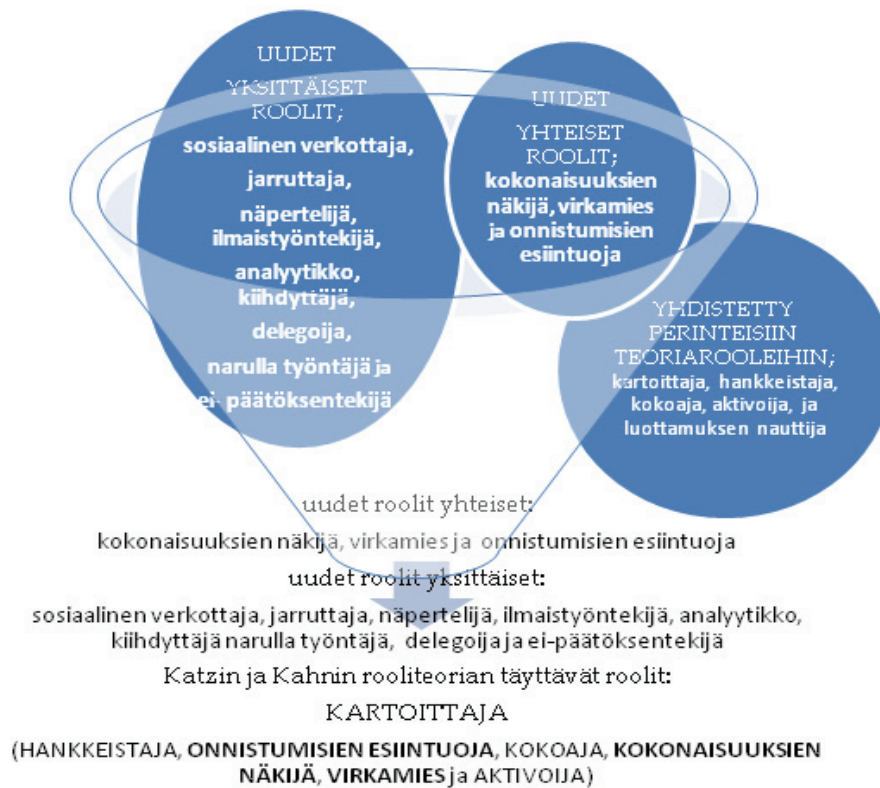 UUDET
YKSITTÄISET
ROOLIT;
sosiaalinen verkottaja,
jarruttaja,
näpertelijä,
ilmaistyöntekijä,
analyytikko,
kiihdyttäjä,
delegoija,
narulla työntäjä ja
ei- päätöksentekijä
UUDET
YHTEISET
ROOLIT;
kokonaisuuksien
näkijä, virkamies
ja onnistumisien
esiintuoja
YHDISTETTY
PERINTEISIIN
TEORIAROOLEIHIN;
kartoittaja, hankkeistaja,
kokoaja, aktivoija, ja
luottamuksen nauttija
uudet roolit yhteiset:
kokonaisuuksien näkijä, virkamies ja onnistumisien esiintuoja
uudet roolit yksittäiset:
sosiaalinen verkottaja, jarruttaja, näpertelijä, ilmaistyöntekijä, analyytikko,
kiihdyttäjä narulla työntäjä, delegoija ja ei-päätöksentekijä
Katzin ja Kahnin rooliteorian täyttävät roolit:
KARTOITTAJA
(HANKKEISTAJA, ONNISTUMISIEN ESIINTUOJA, KOKOAJA, KOKONAISUUKSIEN
NÄKIJÄ, VIRKAMIES ja AKTIVOIJA)